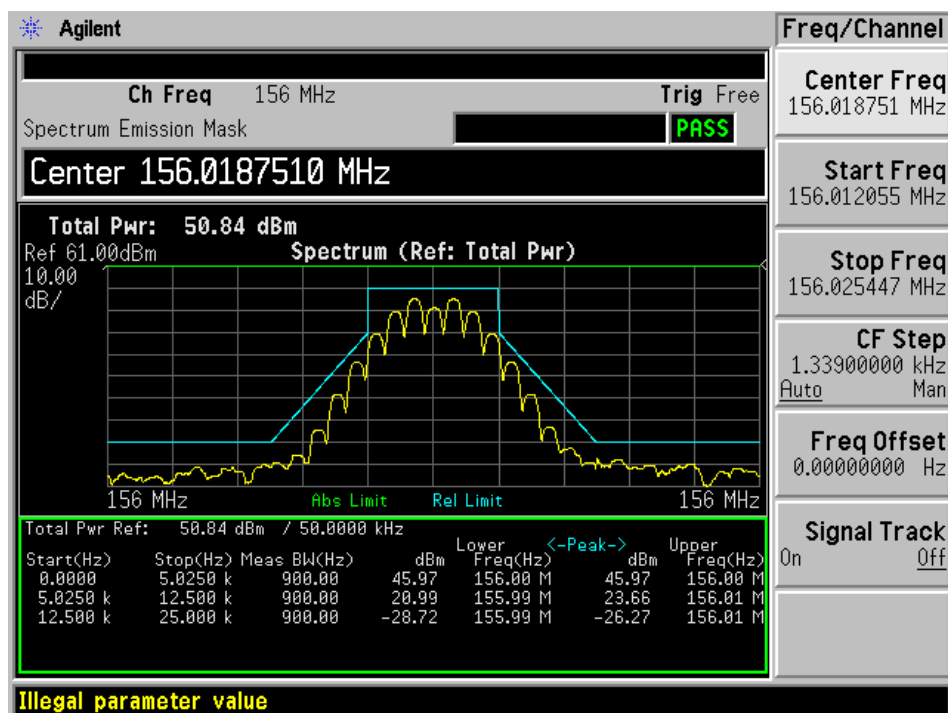 Agilent
Freq/Channel
Ch Freq 156 MHz Trig Free
Spectrum Emission Mask PASS
Center 156.0187510 MHz
Total Pwr: 50.84 dBm
Ref 61.00dBm Spectrum (Ref: Total Pwr)
10.00
dB/
156 MHz Abs Limit Rel Limit 156 MHz
Total Pwr Ref: 50.84 dBm / 50.0000 kHz
Lower <-Peak-> Upper
Start(Hz) Stop(Hz) Meas BW(Hz) dBm Freq(Hz) dBm Freq(Hz)
0.0000 5.0250 k 900.00 45.97 156.00 M 45.97 156.00 M
5.0250 k 12.500 k 900.00 20.99 155.99 M 23.66 156.01 M
12.500 k 25.000 k 900.00 -28.72 155.99 M -26.27 156.01 M
Illegal parameter value
Center Freq
156.018751 MHz
Start Freq
156.012055 MHz
Stop Freq
156.025447 MHz
CF Step
1.33900000 kHz
Auto Man
Freq Offset
0.00000000 Hz
Signal Track
On Off